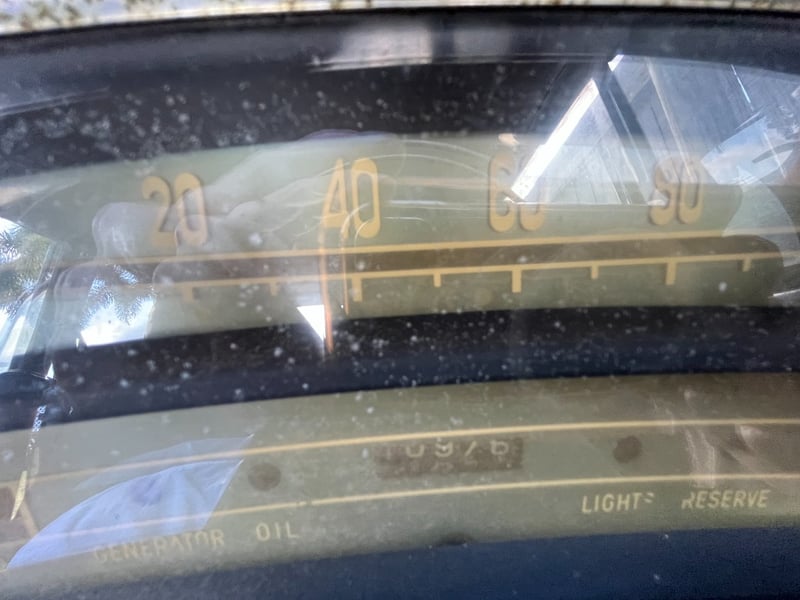 20 40 60 80
GENERATOR OIL LIGHTS RESERVE